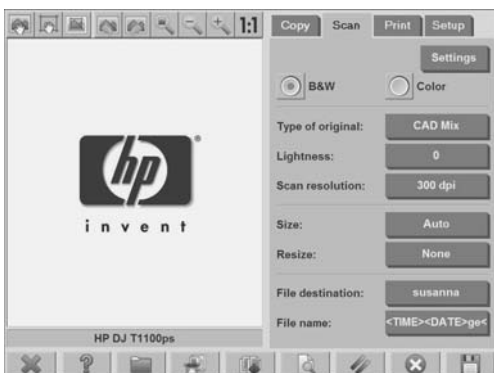 1:1
Copy Scan Print Setup
Settings
B&W Color
Type of original: CAD Mix
Lightness: 0
Scan resolution: 300 dpi
Size: Auto
Resize: None
File destination: susanna
File name: <TIME><DATE>ge<
hp
®
invent
HP DJ T1100ps
?